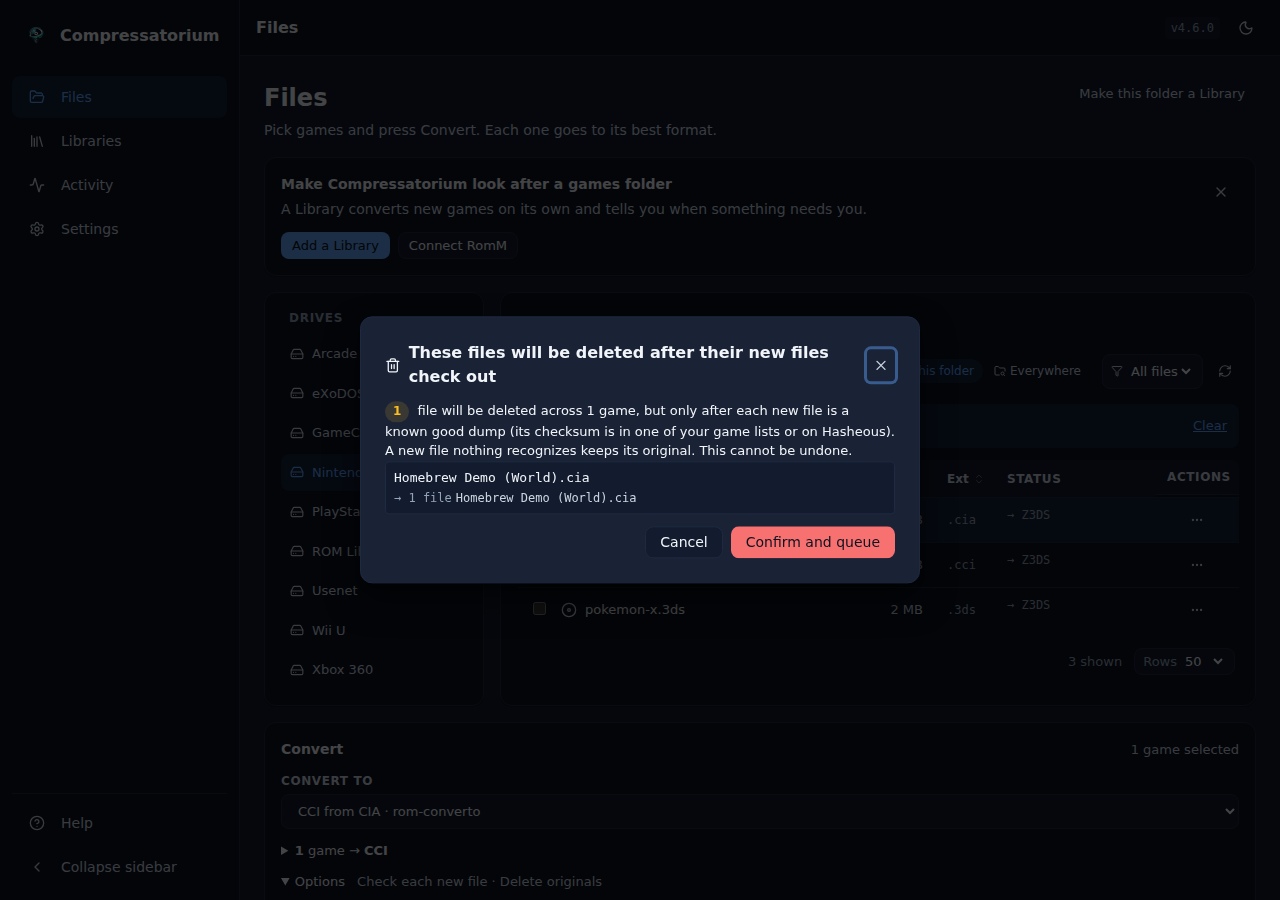 Compressatorium
Files
v4.6.0
Files
Libraries
Activity
Settings
Help
Collapse sidebar
Files
Make this folder a Library
Pick games and press Convert. Each one goes to its best format.
Make Compressatorium look after a games folder
A Library converts new games on its own and tells you when something needs you.
Add a Library
Connect RomM
DRIVES
Arcade
GameC
Usenet
Wii U
Xbox 360
folder
Everywhere
All files
Clear
Ext
STATUS
ACTIONS
.cia
→ Z3DS
.cci
→ Z3DS
pokemon-x.3ds
2 MB
.3ds
→ Z3DS
3 shown
Rows 50
These files will be deleted after their new files
check out
1 file will be deleted across 1 game, but only after each new file is a
known good dump (its checksum is in one of your game lists or on Hasheous).
A new file nothing recognizes keeps its original. This cannot be undone.
Homebrew Demo (World).cia
→ 1 file Homebrew Demo (World).cia
Cancel
Confirm and queue
Convert
1 game selected
CONVERT TO
CCI from CIA · rom-converto
1 game → CCI
Options
Check each new file · Delete originals